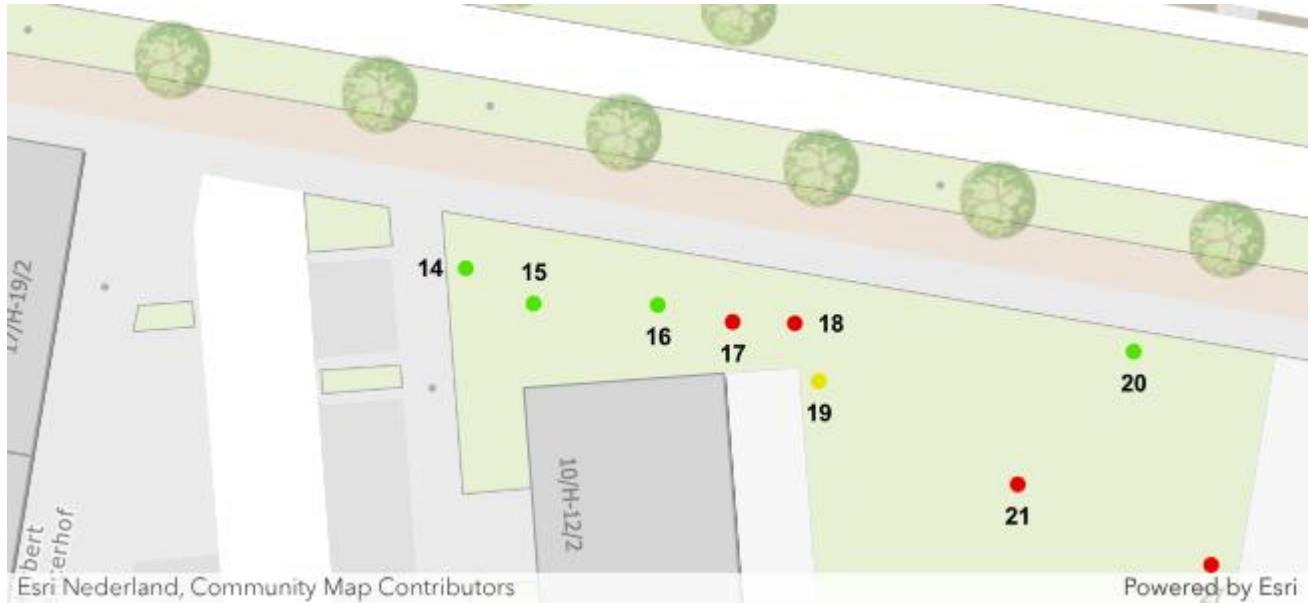 17/H-19/2
14
15
16
17
18
19
20
21
10/H-12/2
Esri Nederland, Community Map Contributors
Powered by Esri